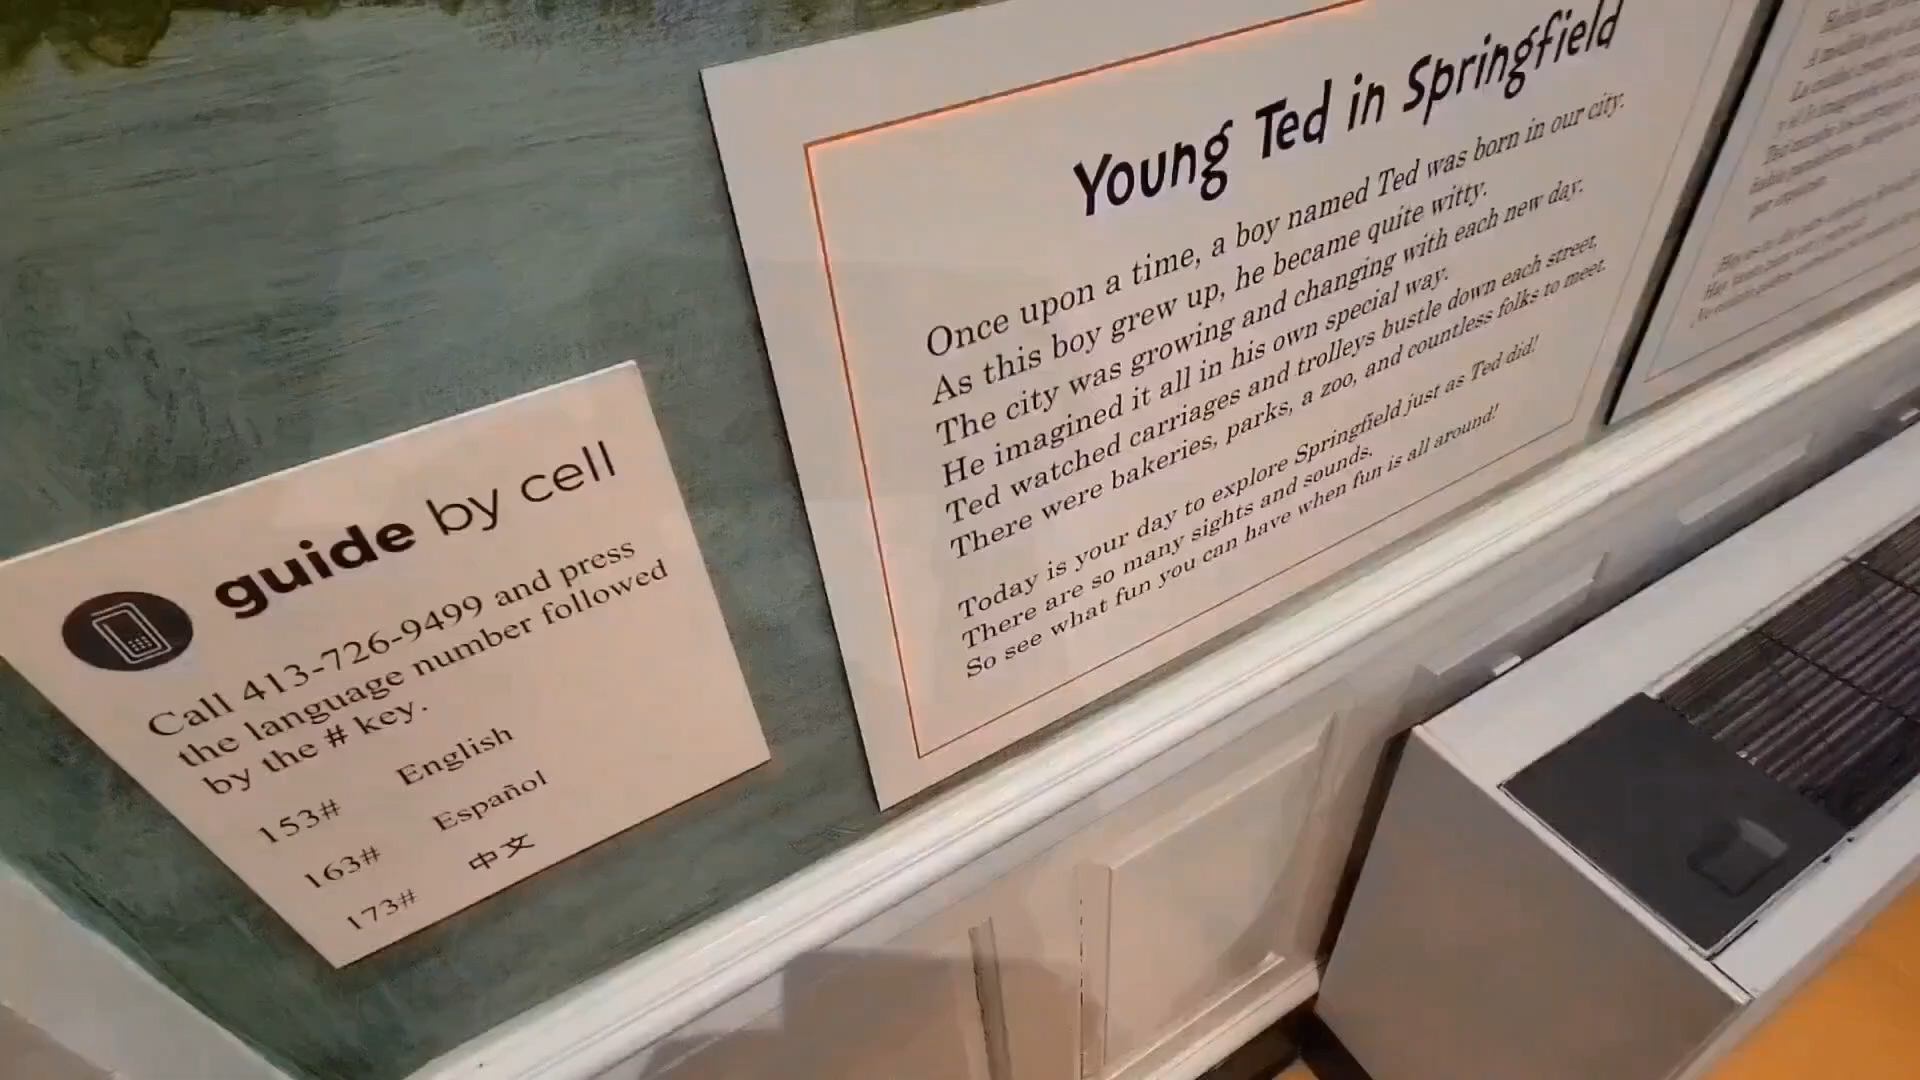 guide by cell
Call 413-726-9499 and press
the language number followed
by the # key.
153# English
163# Español
173# 中文
Young Ted in Springfield
Once upon a time, a boy named Ted was born in our city.
As this boy grew up, he became quite witty.
The city was growing and changing with each new day.
He imagined it all in his own special way.
Ted watched carriages and trolleys bustle down each street,
There were bakeries, parks, a zoo, and countless folks to meet.
Today is your day to explore Springfield just as Ted did!
There are so many sights and sounds.
So see what fun you can have when fun is all around!